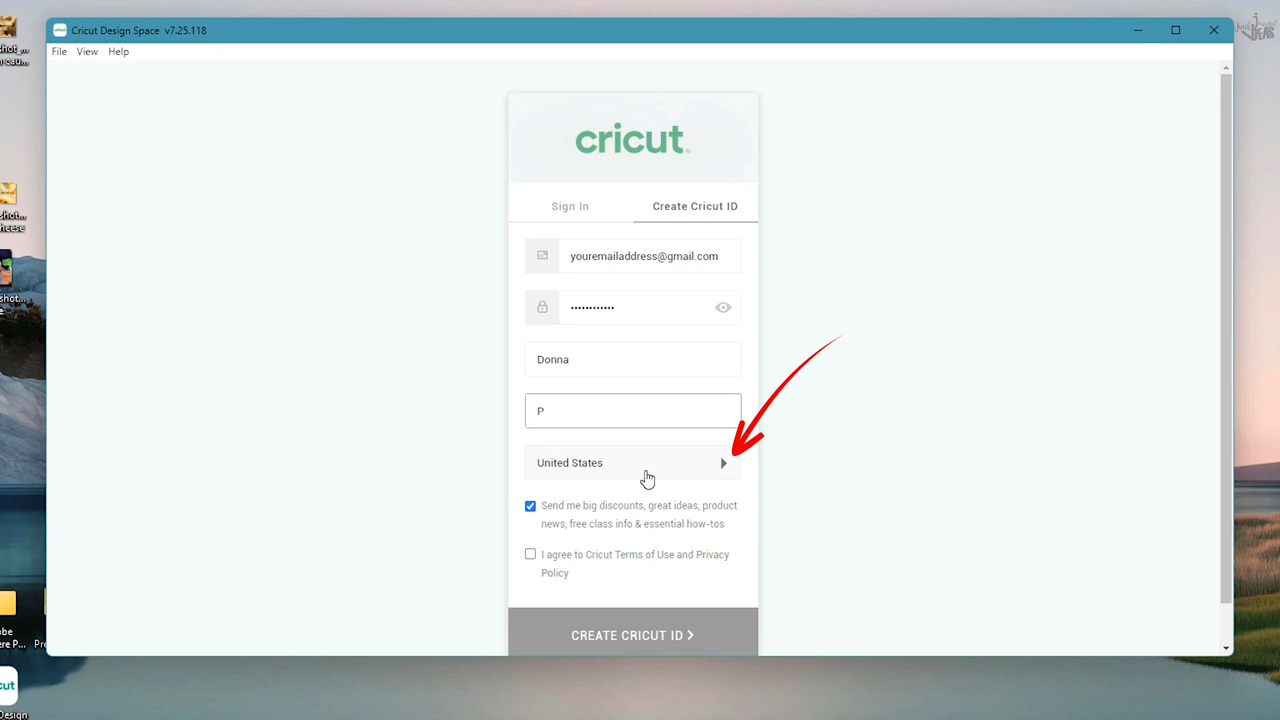 Cricut Design Space v7.25.118
File View Help
cricut
Sign In Create Cricut ID
youremailaddress@gmail.com
••••••••••••
Donna
P
United States
Send me big discounts, great ideas, product
news, free class info & essential how-tos
I agree to Cricut Terms of Use and Privacy
Policy
CREATE CRICUT ID